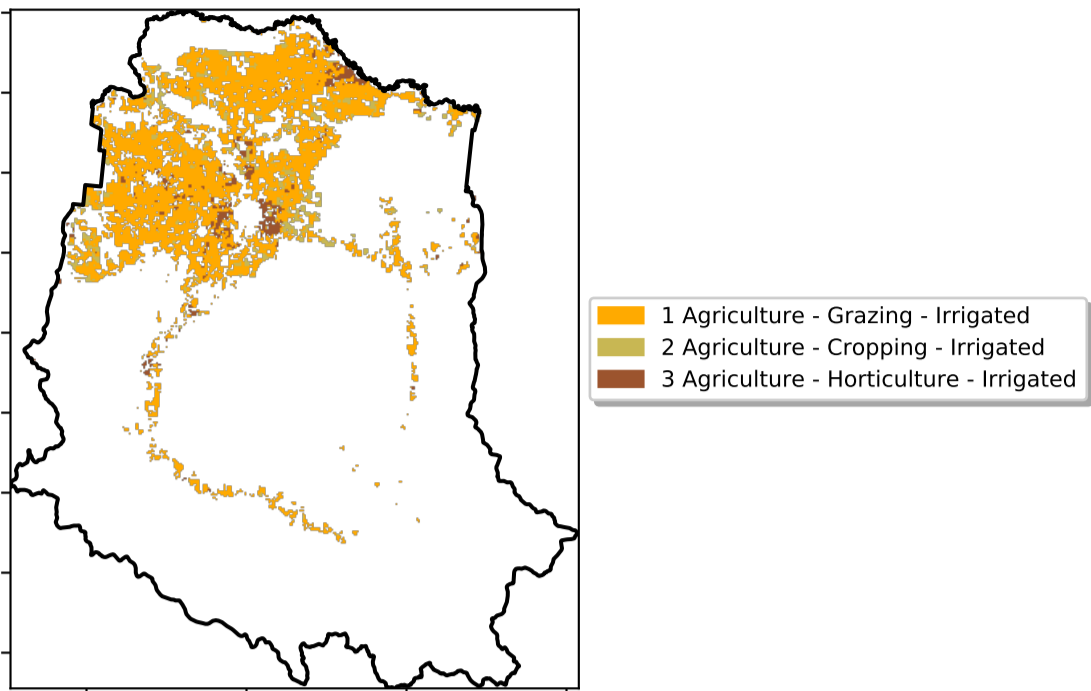 1 Agriculture - Grazing - Irrigated
2 Agriculture - Cropping - Irrigated
3 Agriculture - Horticulture - Irrigated